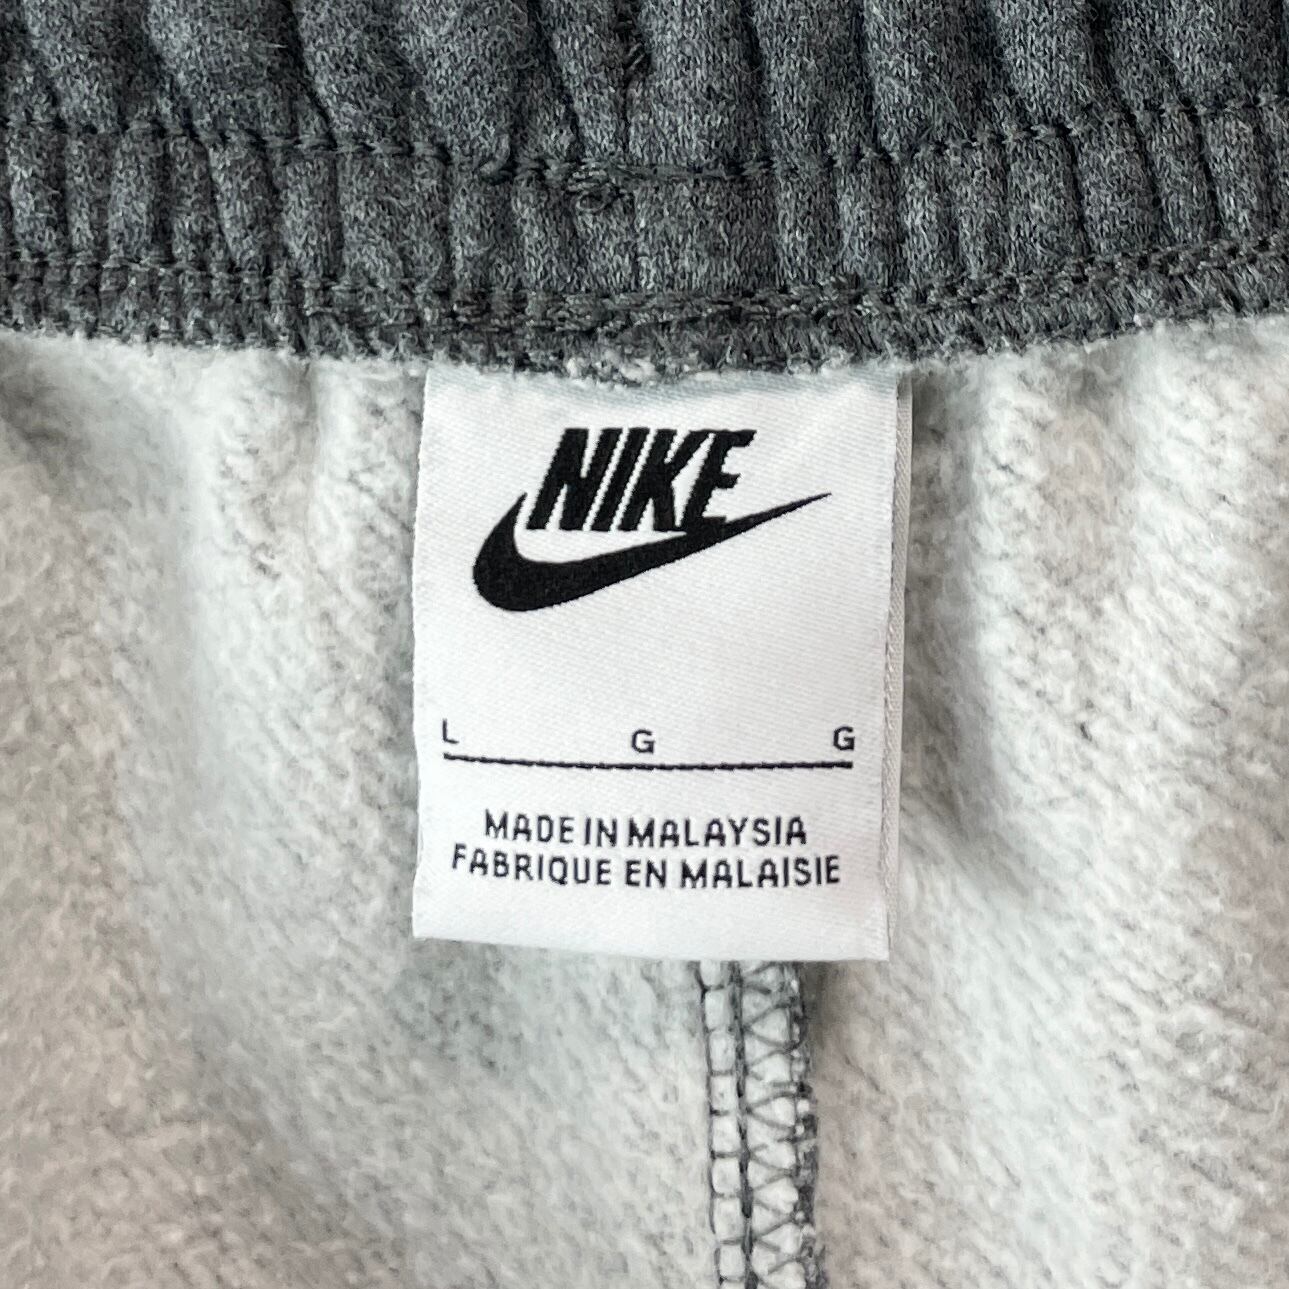 NIKE
L G G
MADE IN MALAYSIA
FABRIQUE EN MALAISIE